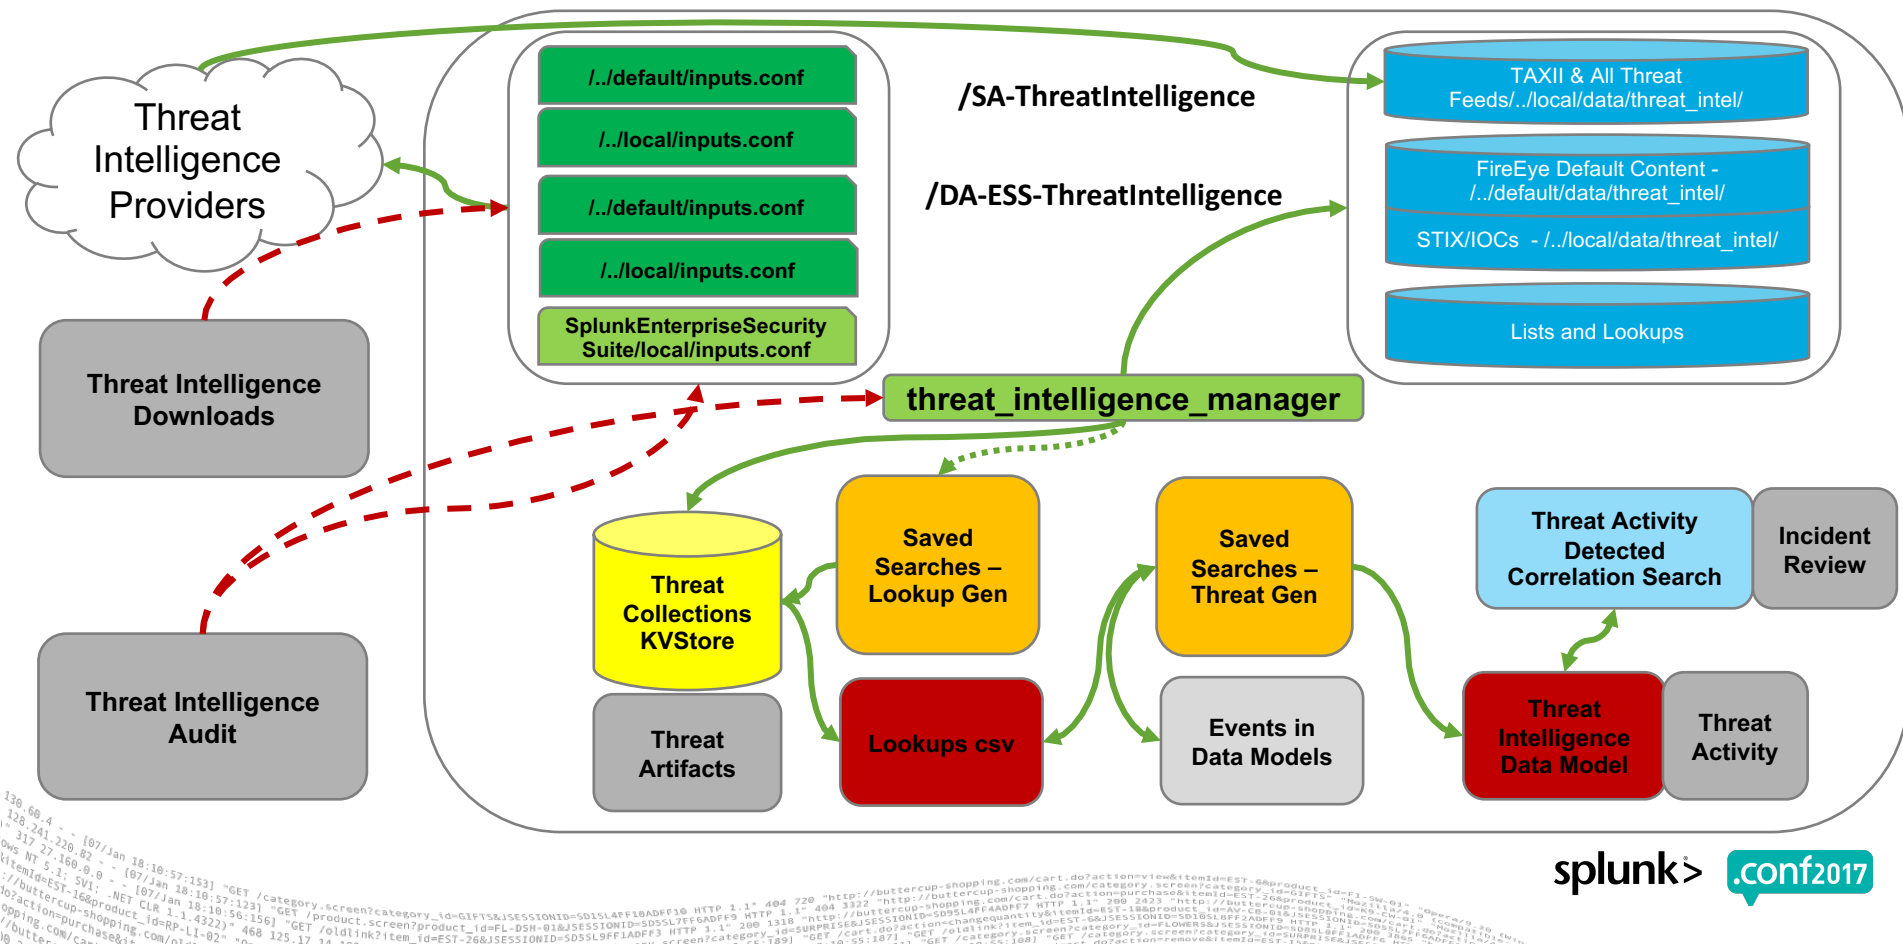 Threat
Intelligence
Providers
/../default/inputs.conf
/../local/inputs.conf
/../default/inputs.conf
/../local/inputs.conf
SplunkEnterpriseSecurity
Suite/local/inputs.conf
/SA-ThreatIntelligence
/DA-ESS-ThreatIntelligence
TAXII & All Threat
Feeds/../local/data/threat_intel/
FireEye Default Content -
/../default/data/threat_intel/
STIX/IOCs - /../local/data/threat_intel/
Lists and Lookups
Threat Intelligence
Downloads
threat_intelligence_manager
Threat Intelligence
Audit
Threat
Collections
KVStore
Saved
Searches –
Lookup Gen
Saved
Searches –
Threat Gen
Threat Activity
Detected
Correlation Search
Incident
Review
Threat
Artifacts
Lookups csv
Events in
Data Models
Threat
Intelligence
Data Model
Threat
Activity
splunk>
.conf2017